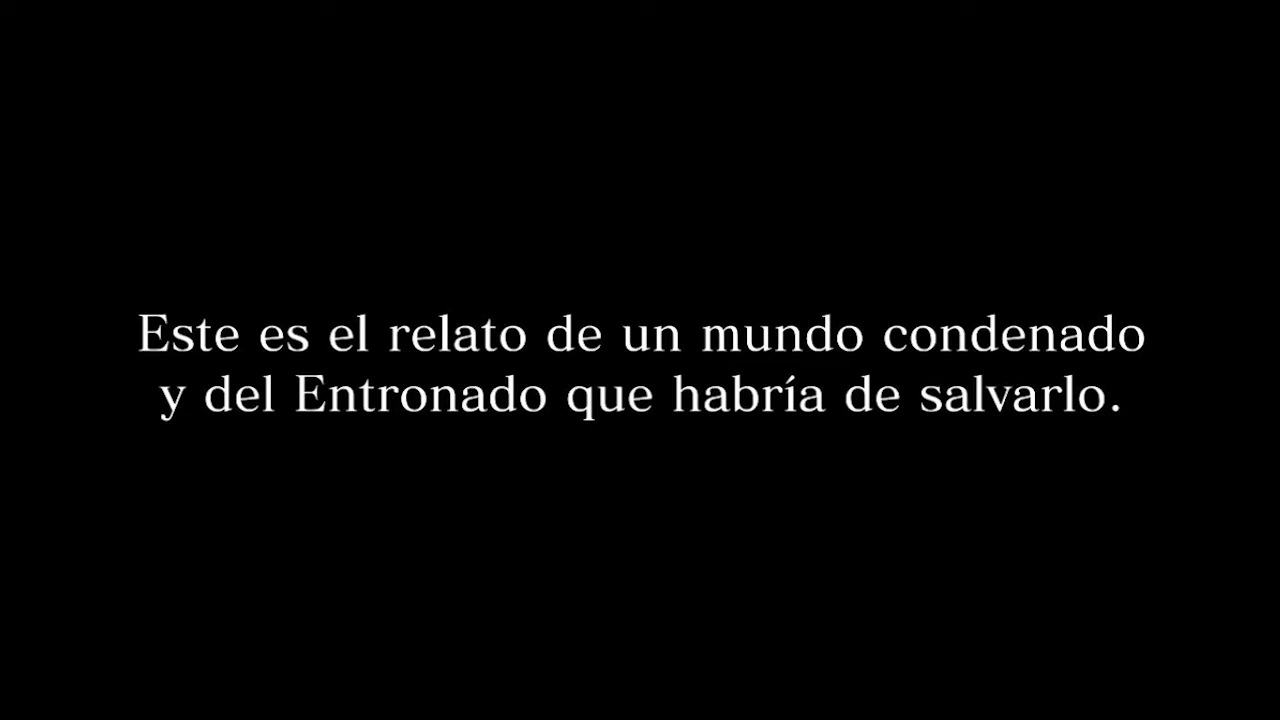 Este es el relato de un mundo condenado
y del Entronado que habría de salvarlo.